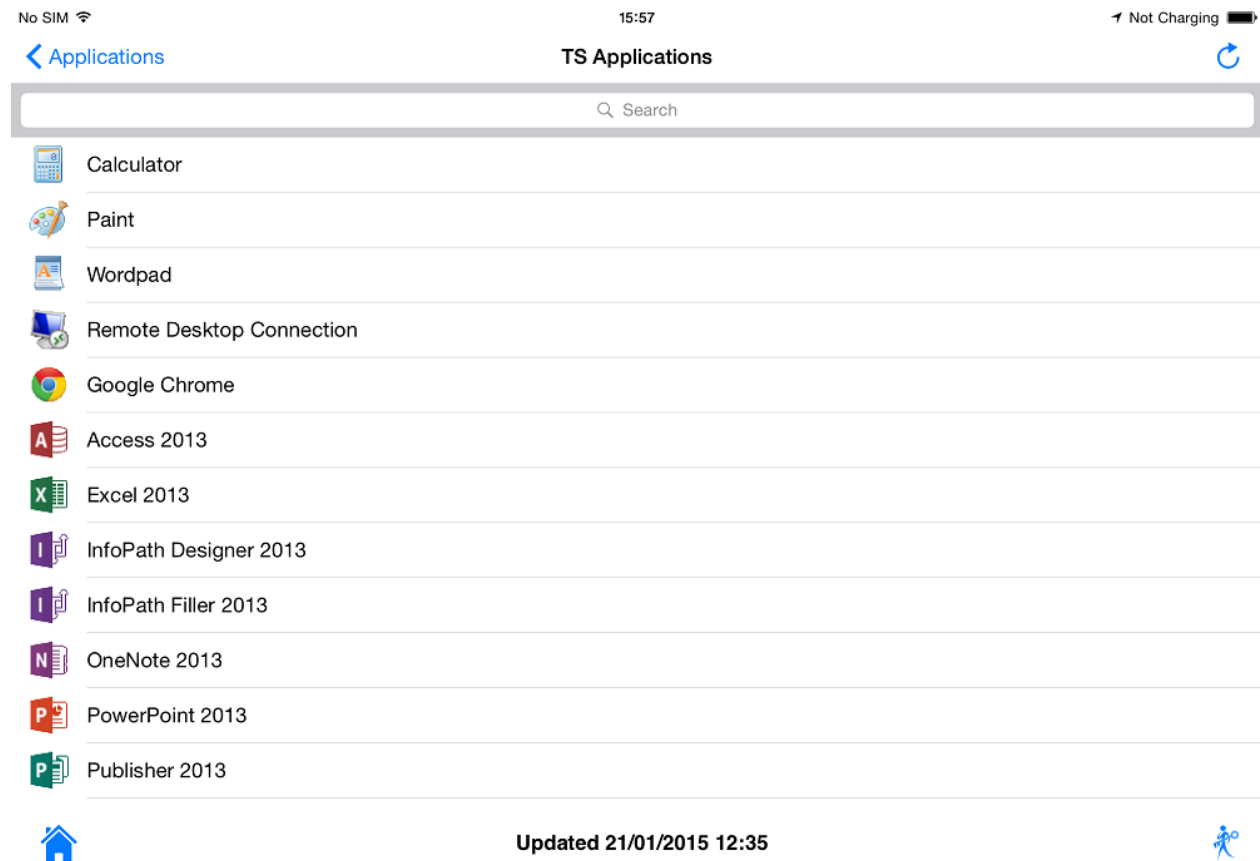 No SIM 15:57 Not Charging
Applications TS Applications
Search
Calculator
Paint
Wordpad
Remote Desktop Connection
Google Chrome
Access 2013
Excel 2013
InfoPath Designer 2013
InfoPath Filler 2013
OneNote 2013
PowerPoint 2013
Publisher 2013
Updated 21/01/2015 12:35